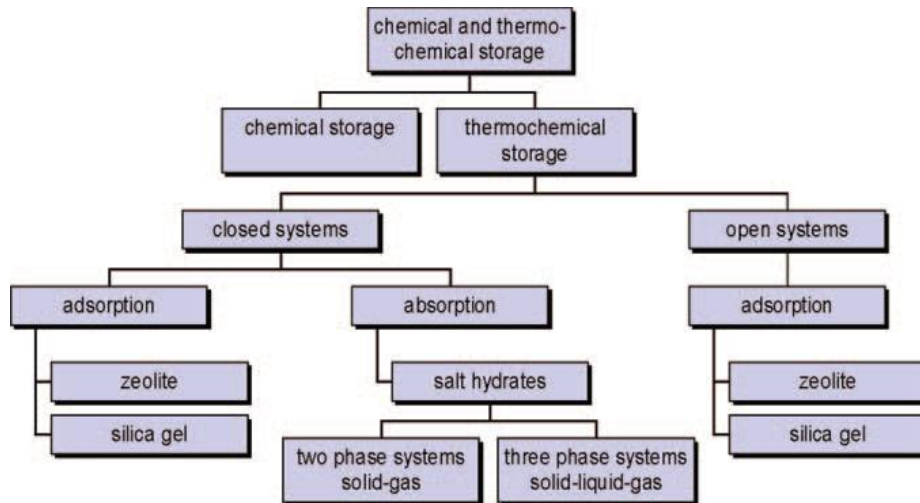 chemical and thermo-
chemical storage
chemical storage
thermochemical
storage
closed systems
open systems
adsorption
absorption
adsorption
zeolite
salt hydrates
zeolite
silica gel
silica gel
two phase systems
solid-gas
three phase systems
solid-liquid-gas